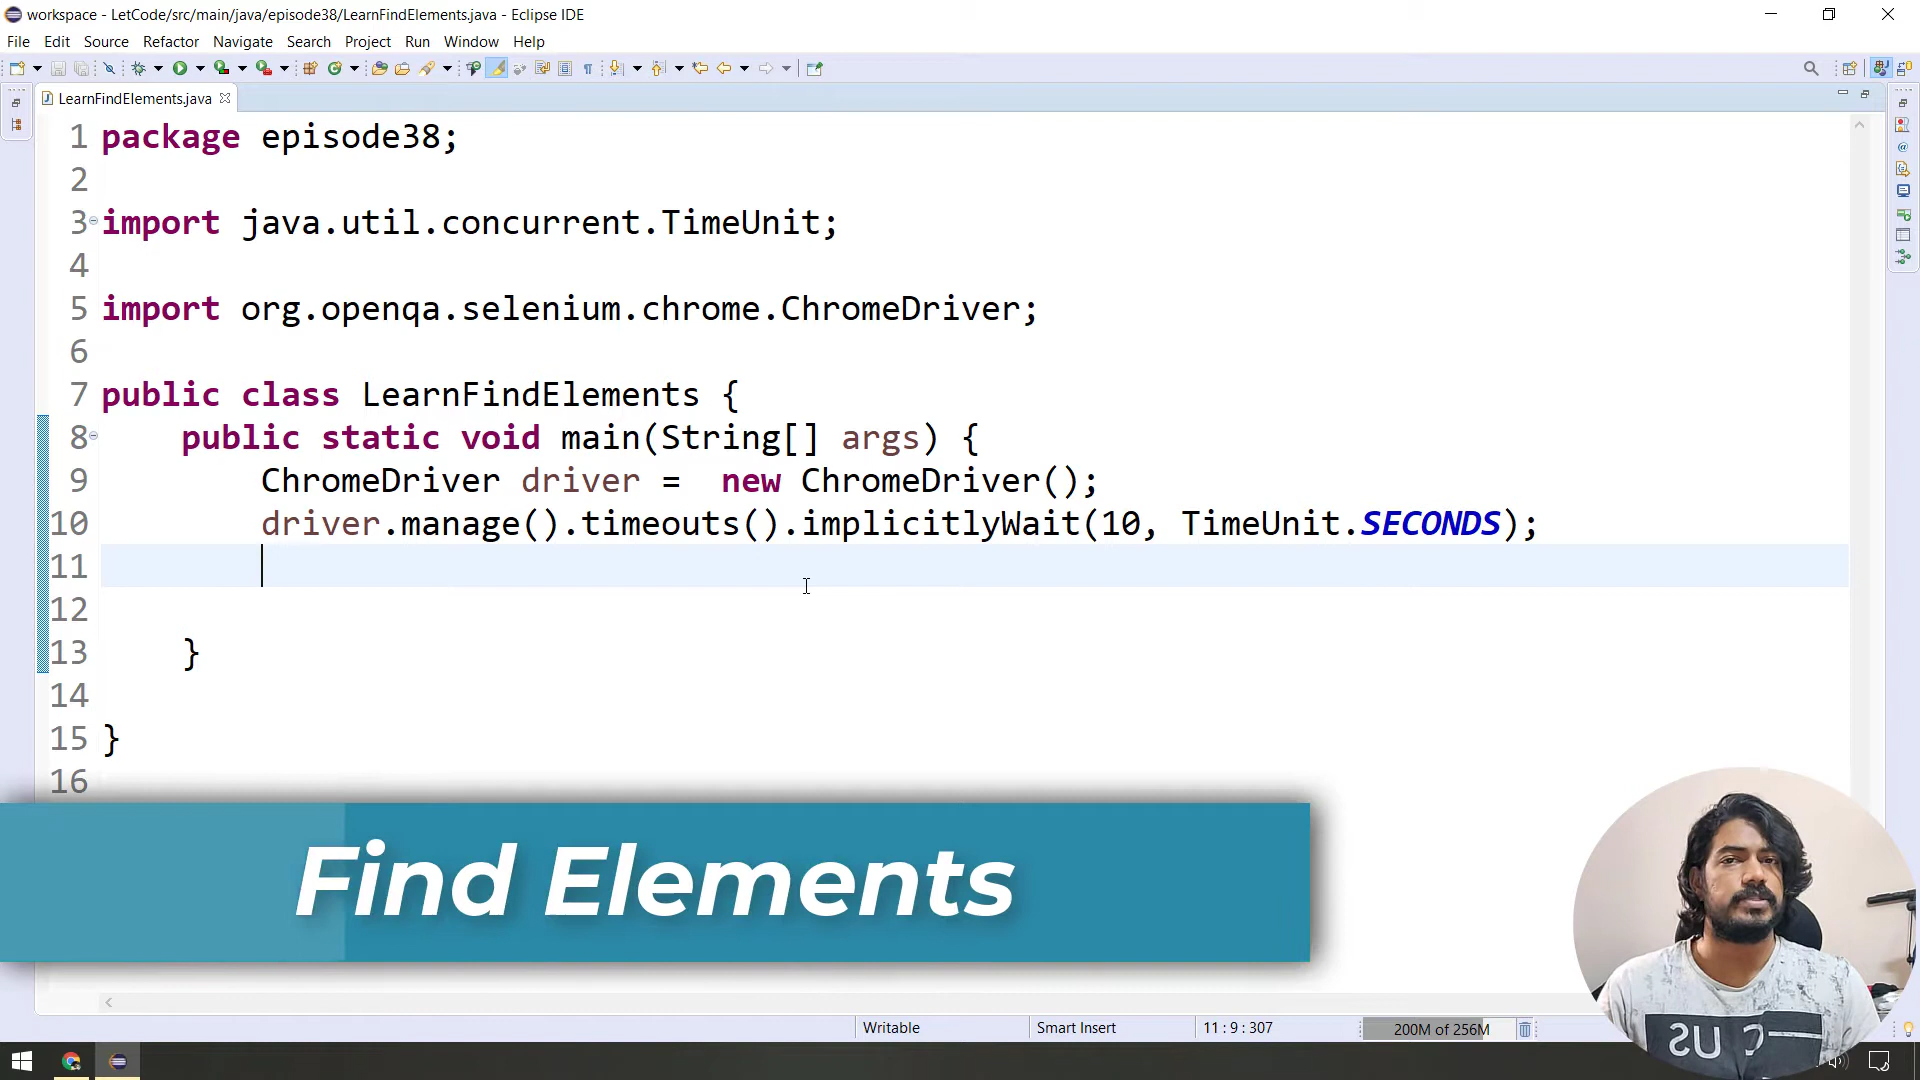 workspace - LetCode/src/main/java/episode38/LearnFindElements.java - Eclipse IDE
File Edit Source Refactor Navigate Search Project Run Window Help
LearnFindElements.java
1 package episode38;
2
3 import java.util.concurrent.TimeUnit;
4
5 import org.openqa.selenium.chrome.ChromeDriver;
6
7 public class LearnFindElements {
8 public static void main(String[] args) {
9 ChromeDriver driver =  new ChromeDriver();
10 driver.manage().timeouts().implicitlyWait(10, TimeUnit.SECONDS);
11
12
13 }
14
15 }
16
Find Elements
Writable Smart Insert 11 : 9 : 307 200M of 256M